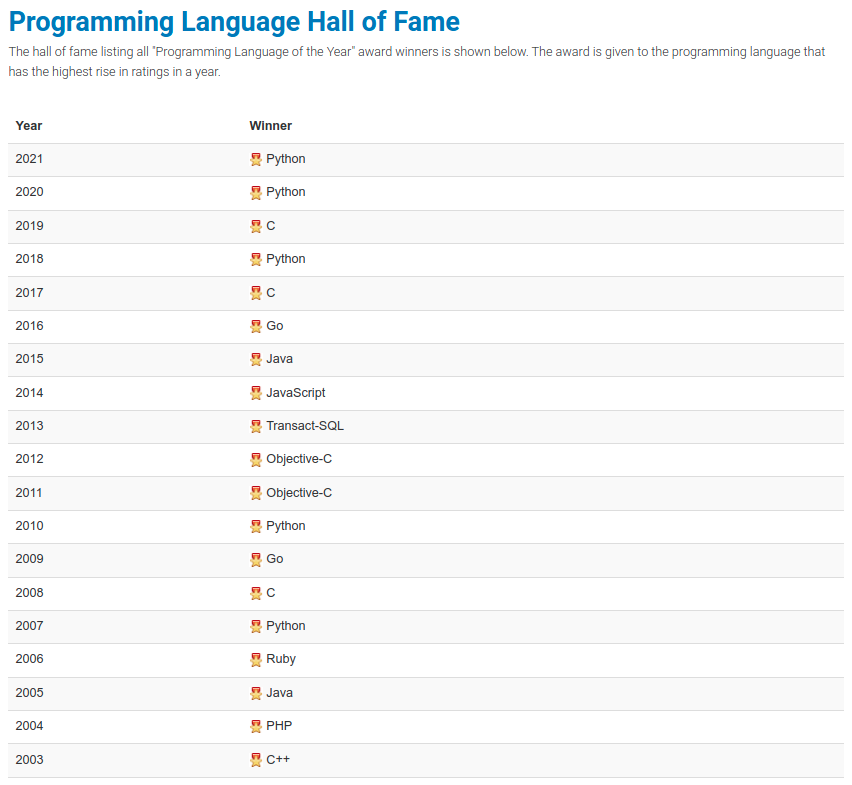 Programming Language Hall of Fame
The hall of fame listing all "Programming Language of the Year" award winners is shown below. The award is given to the programming language that
has the highest rise in ratings in a year.
Year Winner
2021 Python
2020 Python
2019 C
2018 Python
2017 C
2016 Go
2015 Java
2014 JavaScript
2013 Transact-SQL
2012 Objective-C
2011 Objective-C
2010 Python
2009 Go
2008 C
2007 Python
2006 Ruby
2005 Java
2004 PHP
2003 C++